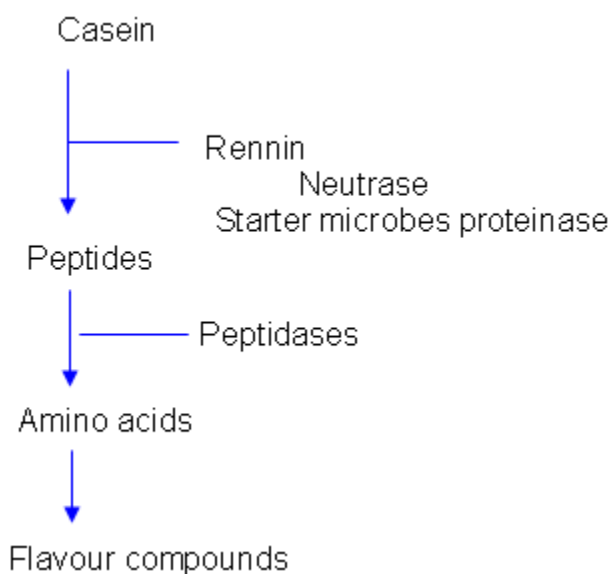 Casein
Rennin
Neutrase
Starter microbes proteinase
Peptides
Peptidases
Amino acids
Flavour compounds